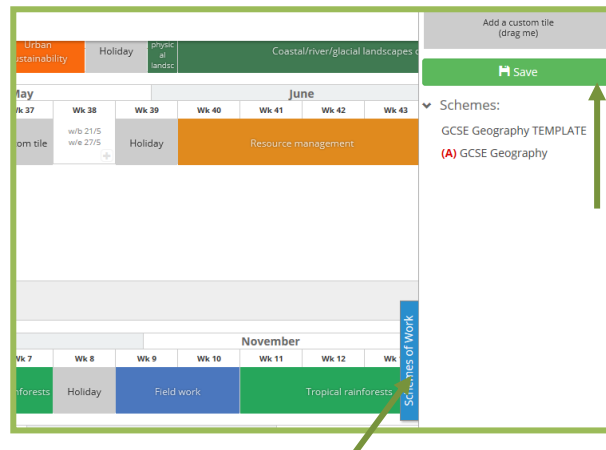 Urban
ustainability
Holiday
physic
al
landsc
Coastal/river/glacial landscapes
May
June
Wk 37
Wk 38
Wk 39
Wk 40
Wk 41
Wk 42
Wk 43
om tile
w/b 21/5
w/e 27/5
Holiday
Resource management
November
Wk 7
Wk 8
Wk 9
Wk 10
Wk 11
Wk 12
Wk
nforests
Holiday
Field work
Tropical rainforests
Schemes of Work
Add a custom tile
(drag me)
Save
Schemes:
GCSE Geography TEMPLATE
(A) GCSE Geography